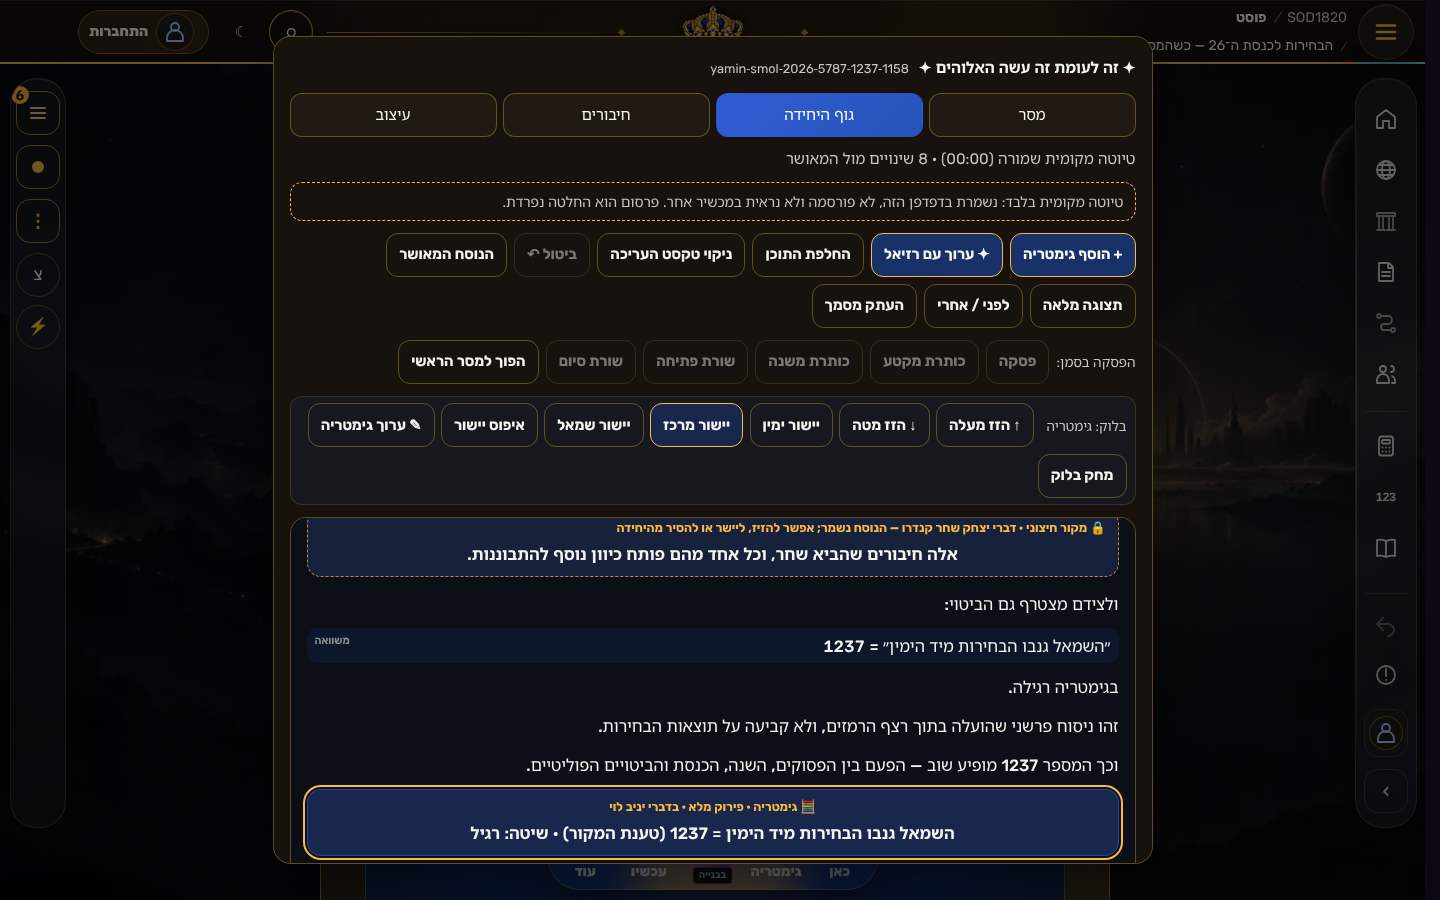 SOD1820 / פוסט
/ הבחירות לכנסת ה־26 — כשהמס
התחברות
6
צ
123
✦ זה לעומת זה עשה האלוהים ✦ yamin-smol-2026-5787-1237-1158
מסר
גוף היחידה
חיבורים
עיצוב
טיוטה מקומית שמורה (00:00) • 8 שינויים מול המאושר
טיוטה מקומית בלבד: נשמרת בדפדפן הזה, לא פורסמה ולא נראית במכשיר אחר. פרסום הוא החלטה נפרדת.
+ הוסף גימטריה
✦ ערוך עם רזיאל
החלפת התוכן
ניקוי טקסט העריכה
ביטול ↶
הנוסח המאושר
תצוגה מלאה
לפני / אחרי
העתק מסמך
הפסקה בסמן:
פסקה
כותרת מקטע
כותרת משנה
שורת פתיחה
שורת סיום
הפוך למסר הראשי
בלוק: גימטריה
↑ הזז מעלה
↓ הזז מטה
יישור ימין
יישור מרכז
יישור שמאל
איפוס יישור
✎ ערוך גימטריה
מחק בלוק
🔒 מקור חיצוני • דברי יצחק שחר קנדרו — הנוסח נשמר; אפשר להזיז, ליישר או להסיר מהיחידה
אלה חיבורים שהביא שחר, וכל אחד מהם פותח כיוון נוסף להתבוננות.
ולצידם מצטרף גם הביטוי:
״השמאל גנבו הבחירות מיד הימין״ = 1237
משוואה
בגימטריה רגילה.
זהו ניסוח פרשני שהועלה בתוך רצף הרמזים, ולא קביעה על תוצאות הבחירות.
וכך המספר 1237 מופיע שוב — הפעם בין הפסוקים, השנה, הכנסת והביטויים הפוליטיים.
🧮 גימטריה • פירוק מלא • בדברי יניב לוי
השמאל גנבו הבחירות מיד הימין = 1237 (טענת המקור) • שיטה: רגיל
כאן
גימטריה
בבנייה
עכשיו
עוד